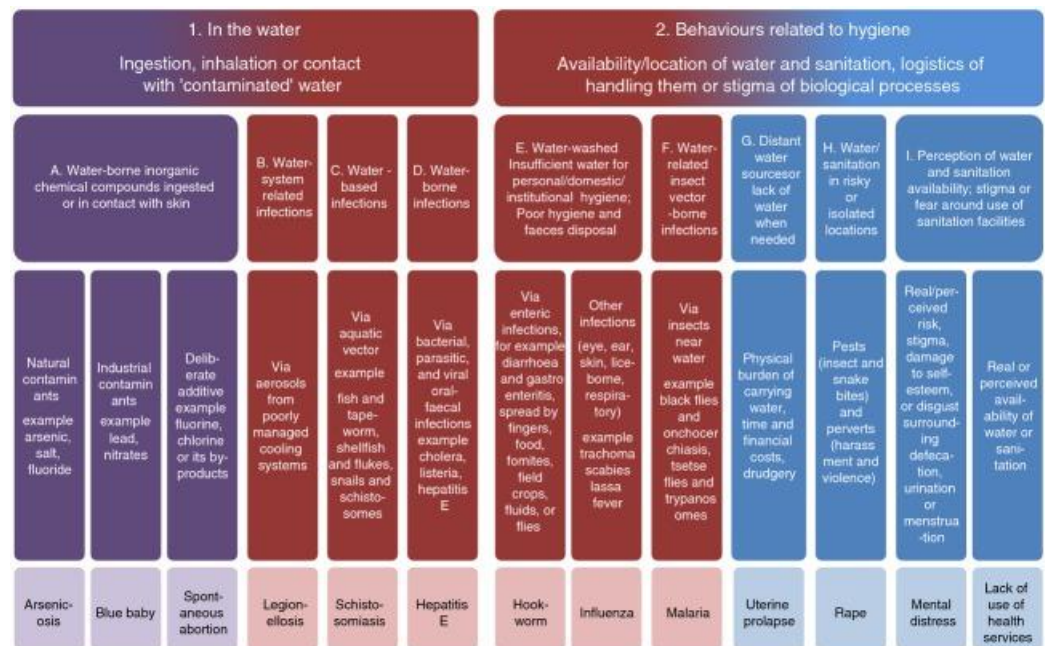 1. In the water
Ingestion, inhalation or contact
with 'contaminated' water
2. Behaviours related to hygiene
Availability/location of water and sanitation, logistics of
handling them or stigma of biological processes
A. Water-borne inorganic
chemical compounds ingested
or in contact with skin
B. Water-
system
related
infections
C. Water -
based
infections
D. Water-
borne
infections
E. Water-washed
Insufficient water for
personal/domestic/
institutional hygiene;
Poor hygiene and
faeces disposal
F. Water-
related
insect
vector
-borne
infections
G. Distant
water
sourcesor
lack of
water
when
needed
H. Water/
sanitation
in risky
or
isolated
locations
I. Perception of water
and sanitation
availability; stigma or
fear around use of
sanitation facilities
Natural
contamin
ants
example
arsenic,
salt,
fluoride
Industrial
contamin
ants
example
lead,
nitrates
Delib-
erate
additive
example
fluorine,
chlorine
or its by-
products
Via
aerosols
from
poorly
managed
cooling
systems
Via
aquatic
vector
example
fish and
tape-
worm,
shellfish
and flukes,
snails and
schisto-
somes
Via
bacterial,
parasitic,
and viral
oral-
faecal
infections
example
cholera,
listeria,
hepatitis
E
Via
enteric
infections,
for example
diarrhoea
and gastro
enteritis,
spread by
fingers,
food,
fomites,
field
crops,
fluids, or
flies
Other
infections
(eye, ear,
skin, lice-
borne,
respira-
tory)
example
trachoma
scabies
lassa
fever
Via
insects
near
water
example
black flies
and
onchocer
chiasis,
tsetse
flies and
trypanos
omes
Physical
burden of
carrying
water,
time and
financial
costs,
drudgery
Pests
(insect and
snake
bites) and
perverts
(harass
ment and
violence)
Real/per-
ceived
risk,
stigma,
damage
to self-
esteem,
or disgust
surround-
ing
defeca-
tion,
urination
or
menstrua
-tion
Real or
perceived
avail-
ability of
water or
sani-
tation
Arsenic-
osis
Blue baby
Spont-
aneous
abortion
Legion-
ellosis
Schisto-
somiasis
Hepatitis
E
Hook-
worm
Influenza
Malaria
Uterine
prolapse
Rape
Mental
distress
Lack of
use of
health
services